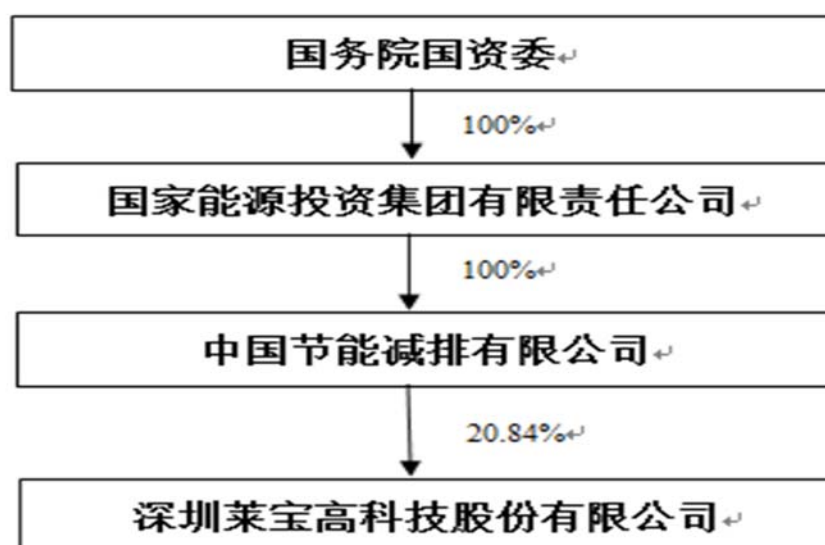 国务院国资委
100%
国家能源投资集团有限责任公司
100%
中国节能减排有限公司
20.84%
深圳莱宝高科技股份有限公司